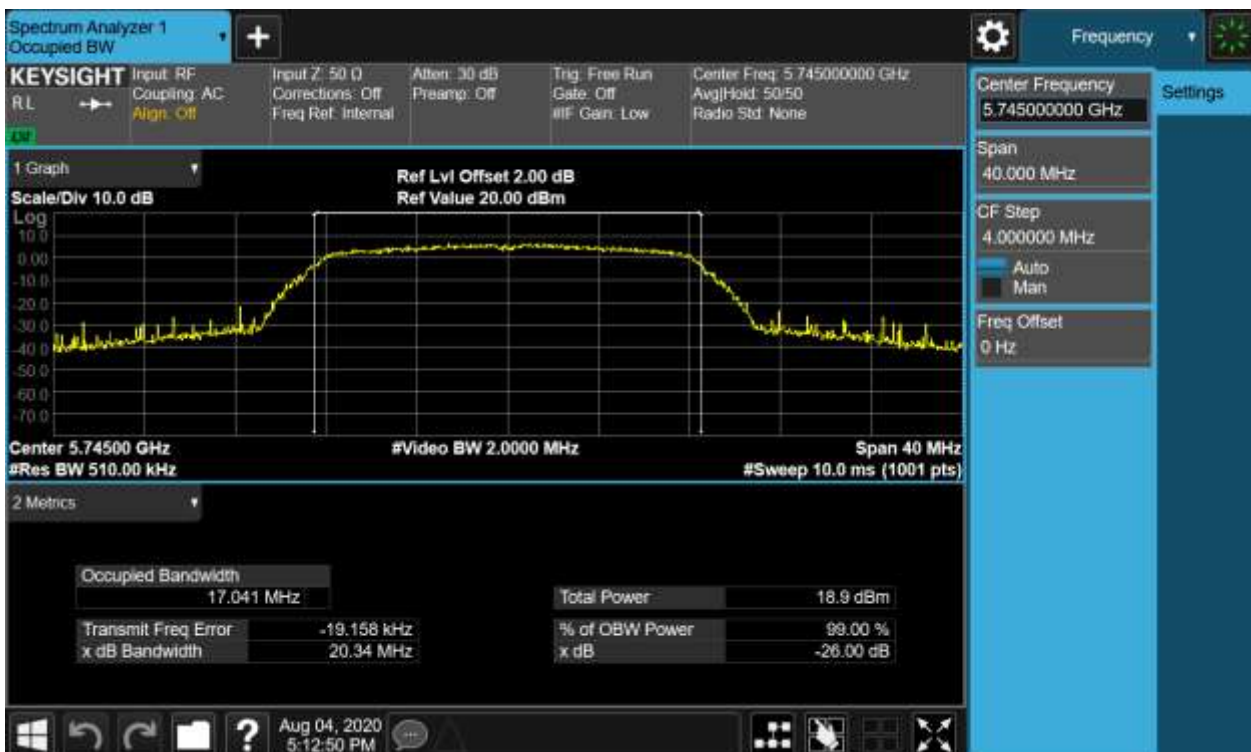 Spectrum Analyzer 1
Occupied BW
+
Frequency
KEYSIGHT
RL
Input: RF
Coupling: AC
Align: Off
Input Z: 50 Ω
Corrections: Off
Freq Ref: Internal
Atten: 30 dB
Preamp: Off
Trig: Free Run
Gate: Off
#IF Gain: Low
Center Freq: 5.745000000 GHz
Avg|Hold: 50/50
Radio Std: None
Center Frequency
5.745000000 GHz
Settings
Span
40.000 MHz
CF Step
4.000000 MHz
Auto
Man
Freq Offset
0 Hz
1 Graph
Ref Lvl Offset 2.00 dB
Scale/Div 10.0 dB
Ref Value 20.00 dBm
Log
10.0
0.00
-10.0
-20.0
-30.0
-40.0
-50.0
-60.0
-70.0
Center 5.74500 GHz
#Video BW 2.0000 MHz
Span 40 MHz
#Res BW 510.00 kHz
#Sweep 10.0 ms (1001 pts)
2 Metrics
Occupied Bandwidth
17.041 MHz
Total Power 18.9 dBm
Transmit Freq Error -19.158 kHz
% of OBW Power 99.00 %
x dB Bandwidth 20.34 MHz
x dB -26.00 dB
?
Aug 04, 2020
5:12:50 PM